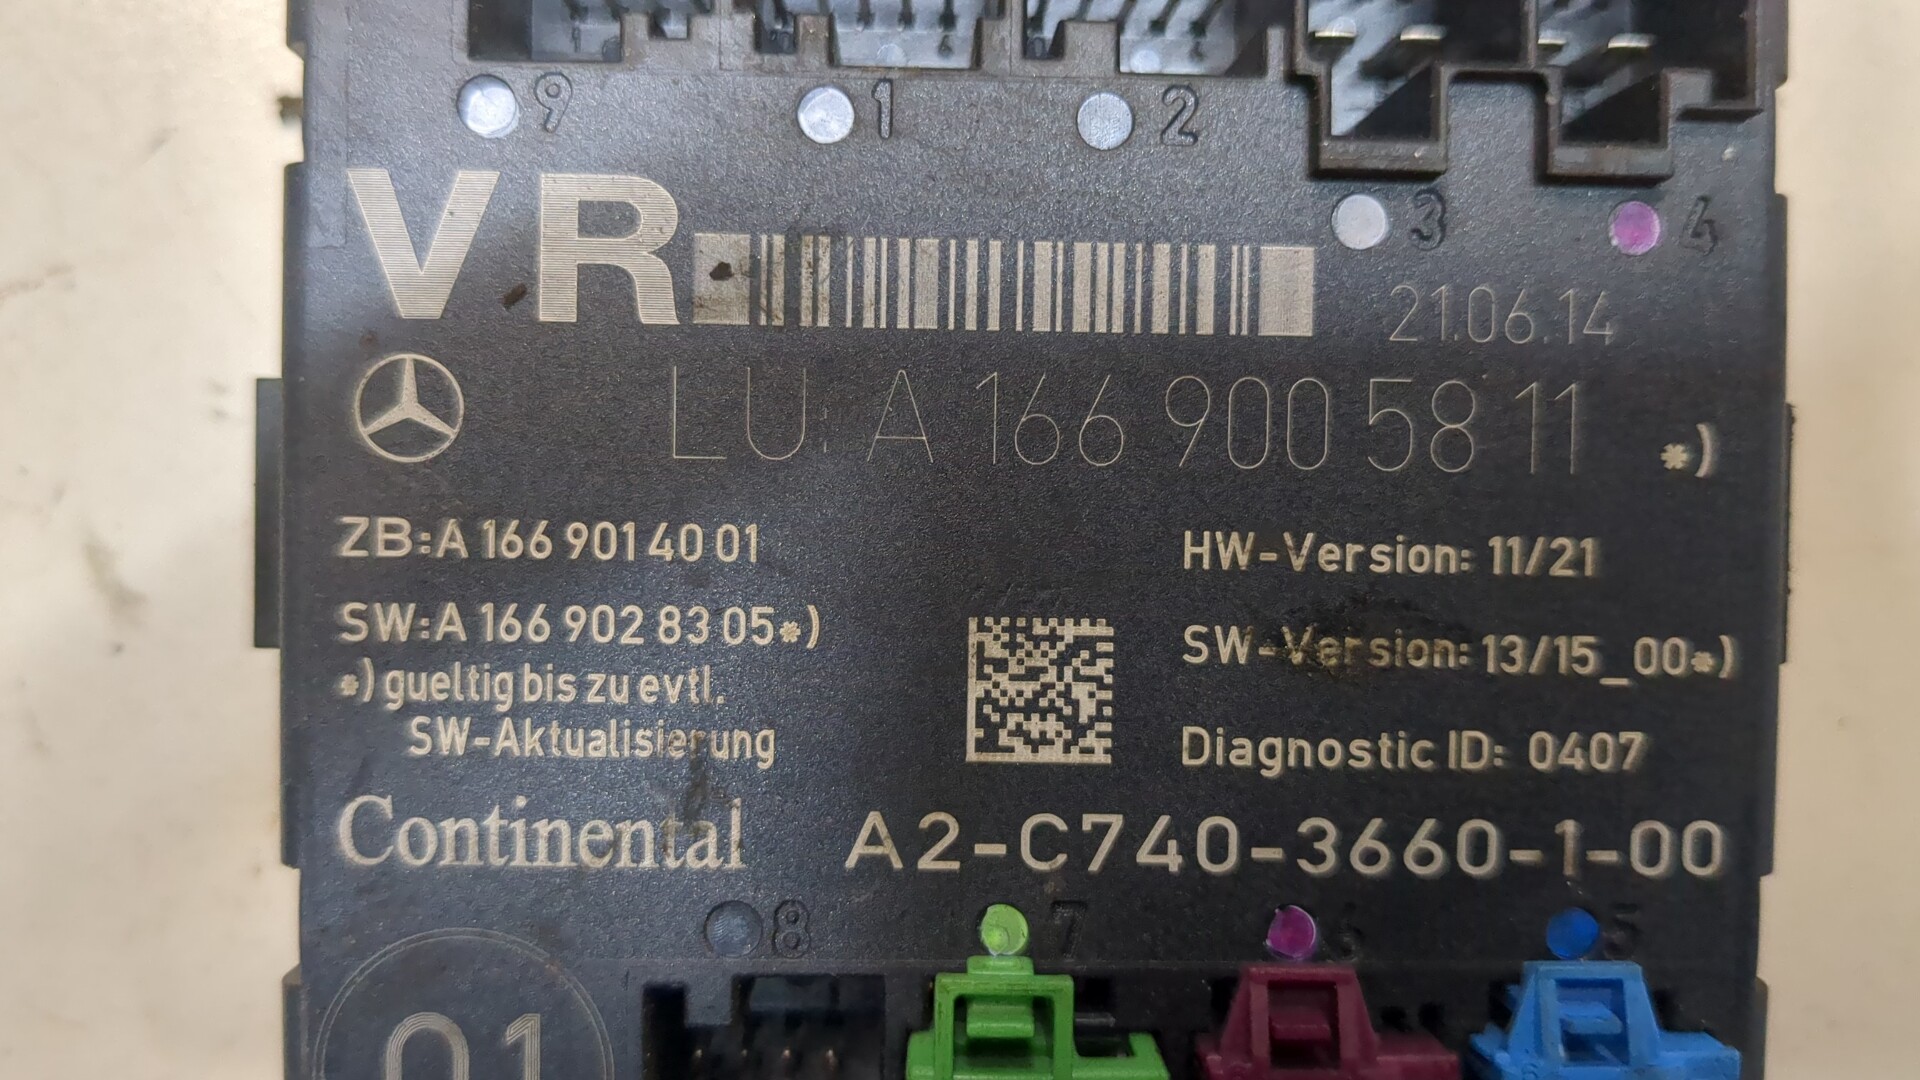 9 1 2
3 4
VR
21.06.14
LU: A 166 900 58 11 *)
ZB:A 166 901 40 01
HW-Version: 11/21
SW:A 166 902 83 05*)
SW-Version: 13/15_00*)
*) gueltig bis zu evtl.
SW-Aktualisierung
Diagnostic ID: 0407
Continental A2-C740-3660-1-00
8 7 6 5
01